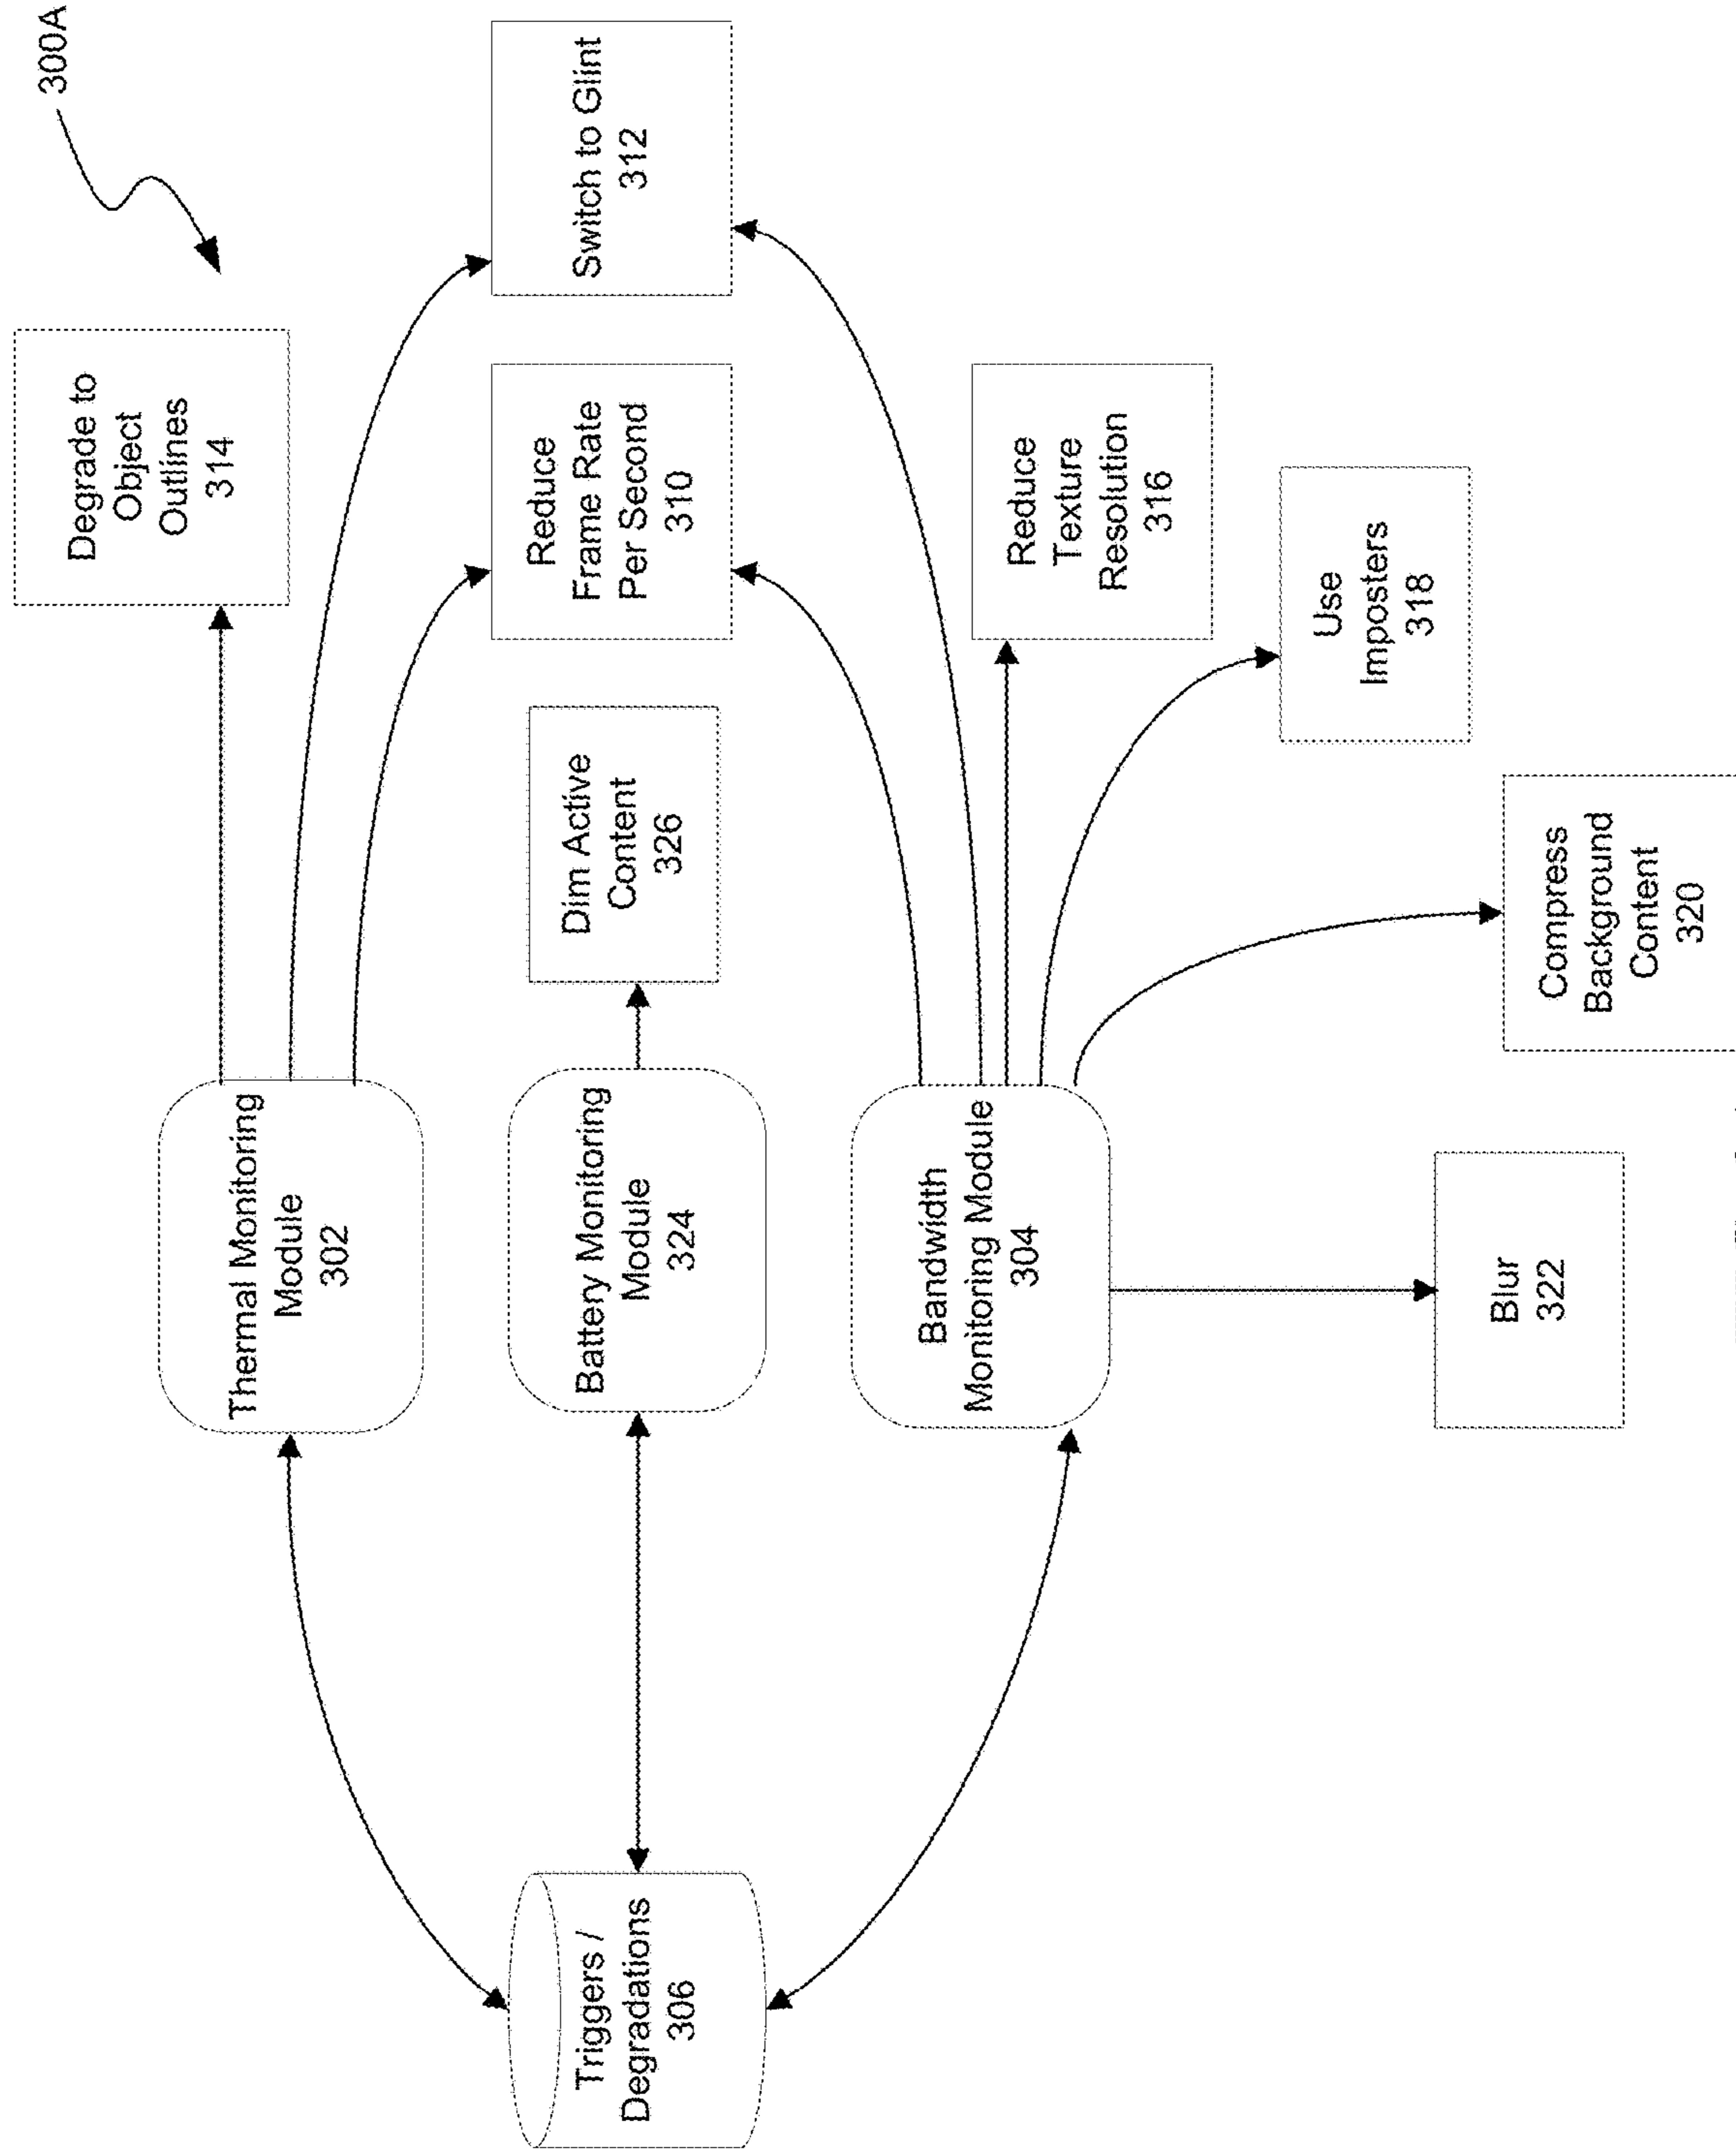 300A
Degrade to
Object
Outlines
314
Thermal Monitoring
Module
302
Switch to Glint
312
Reduce
Frame Rate
Per Second
310
Dim Active
Content
326
Battery Monitoring
Module
324
Triggers /
Degradations
306
Bandwidth
Monitoring Module
304
Reduce
Texture
Resolution
316
Use
Imposters
318
Compress
Background
Content
320
Blur
322